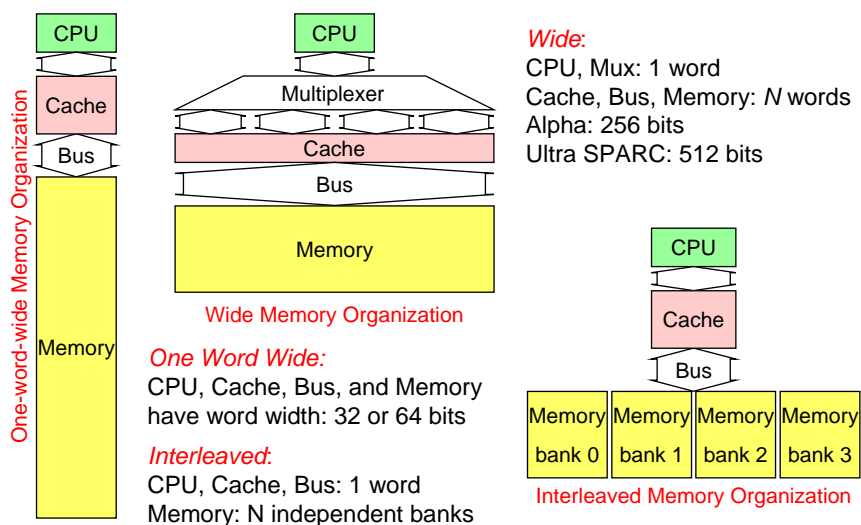 CPU
Cache
Bus
Memory
One-word-wide Memory Organization
CPU
Multiplexer
Cache
Bus
Memory
Wide Memory Organization
Wide:
CPU, Mux: 1 word
Cache, Bus, Memory: N words
Alpha: 256 bits
Ultra SPARC: 512 bits
One Word Wide:
CPU, Cache, Bus, and Memory
have word width: 32 or 64 bits
Interleaved:
CPU, Cache, Bus: 1 word
Memory: N independent banks
CPU
Cache
Bus
Memory
bank 0
Memory
bank 1
Memory
bank 2
Memory
bank 3
Interleaved Memory Organization